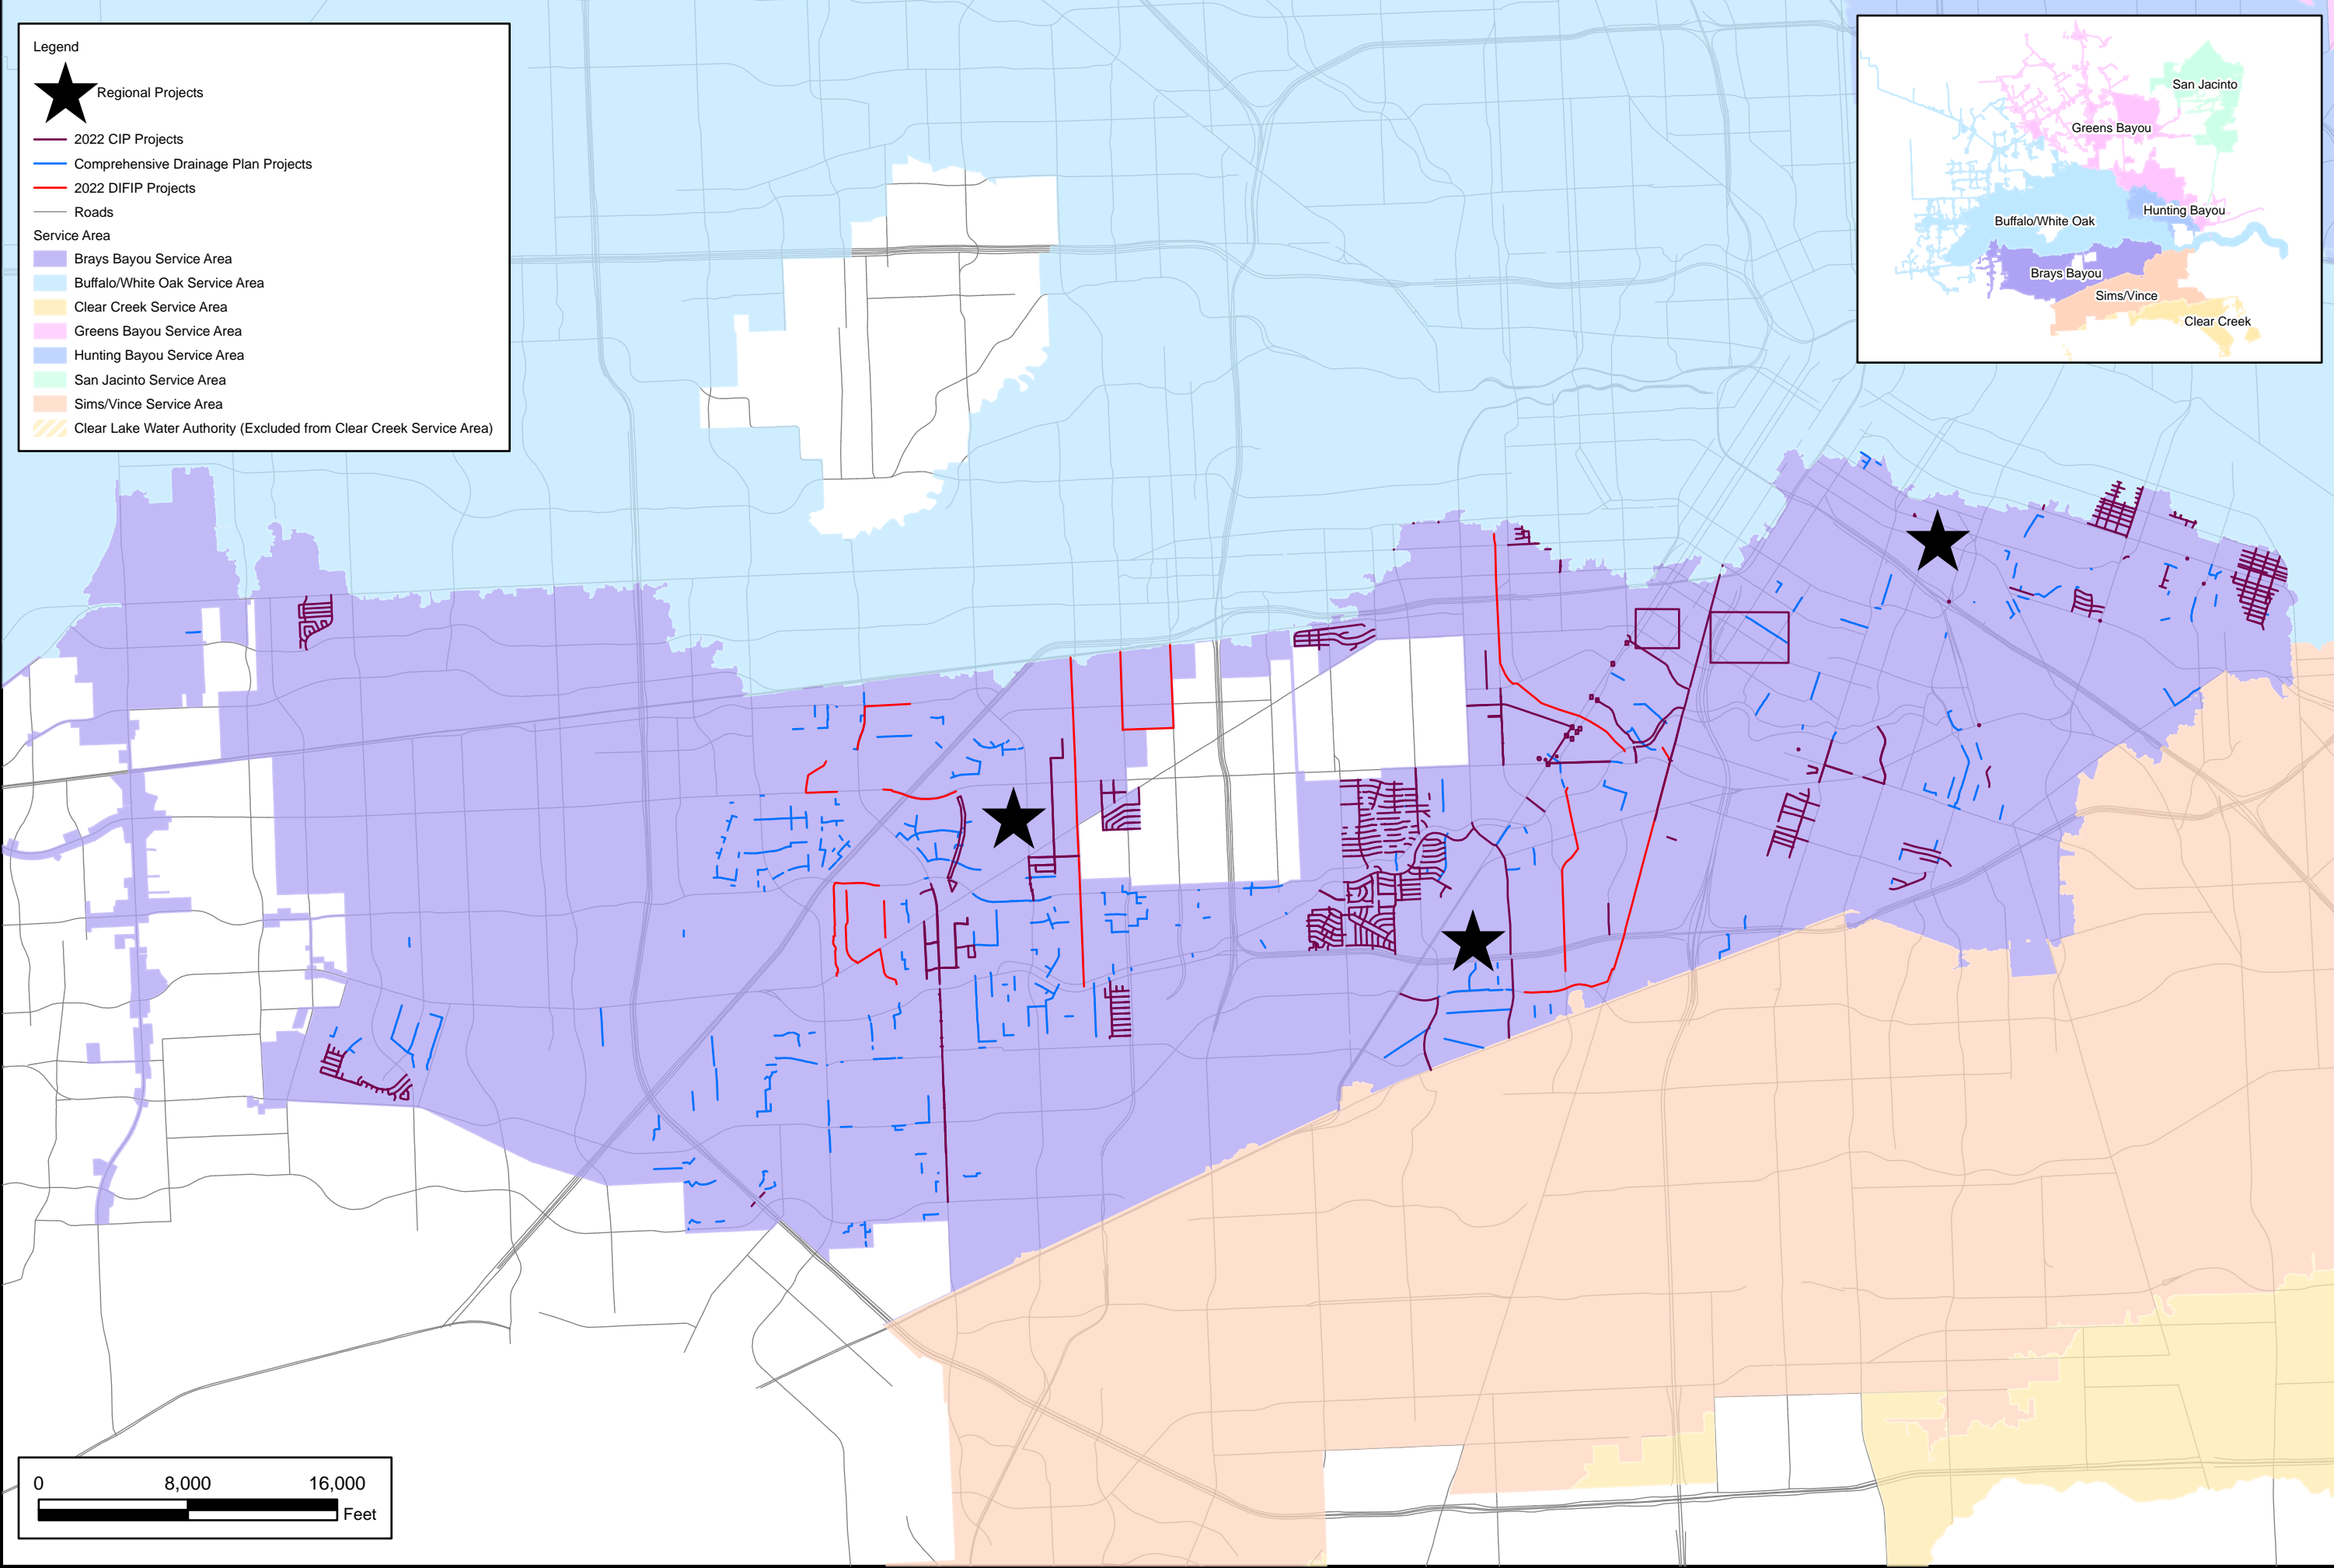 Legend
Regional Projects
2022 CIP Projects
Comprehensive Drainage Plan Projects
2022 DIFIP Projects
Roads
Service Area
Brays Bayou Service Area
Buffalo/White Oak Service Area
Clear Creek Service Area
Greens Bayou Service Area
Hunting Bayou Service Area
San Jacinto Service Area
Sims/Vince Service Area
Clear Lake Water Authority (Excluded from Clear Creek Service Area)
San Jacinto
Greens Bayou
Hunting Bayou
Buffalo/White Oak
Brays Bayou
Sims/Vince
Clear Creek
0 8,000 16,000
Feet